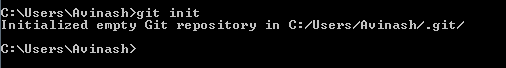 C:\Users\Avinash>git init
Initialized empty Git repository in C:/Users/Avinash/.git/
C:\Users\Avinash>